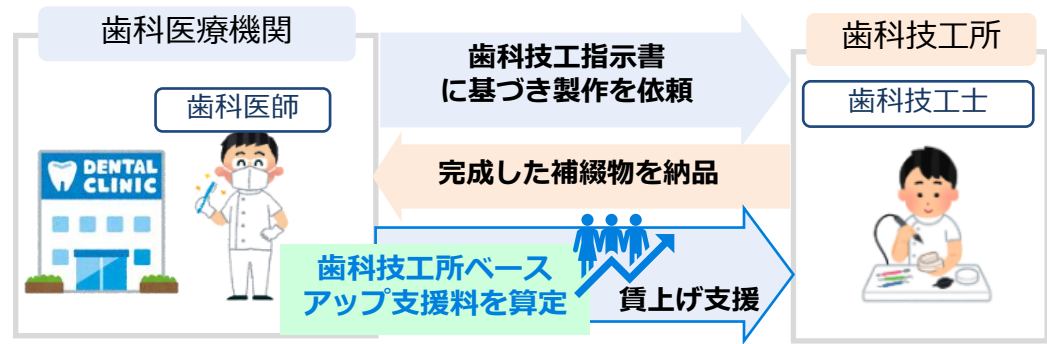 歯科医療機関
歯科医師
DENTAL
CLINIC
歯科技工指示書
に基づき製作を依頼
完成した補綴物を納品
歯科技工所ベース
アップ支援料を算定
賃上げ支援
歯科技工所
歯科技工士